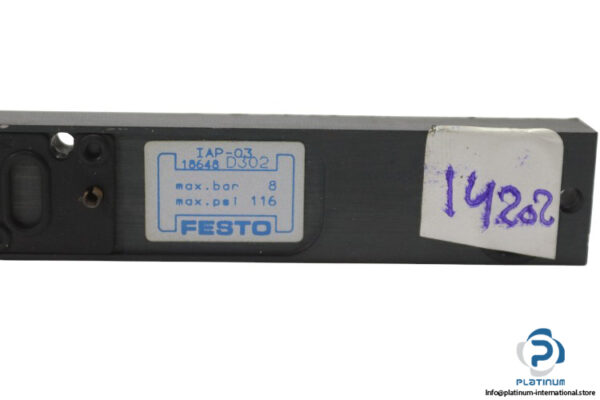 IAP-03
18648 D302
max.bar 8
max.psi 116
FESTO
14202
PLATINUM
Info@platinum-international.store